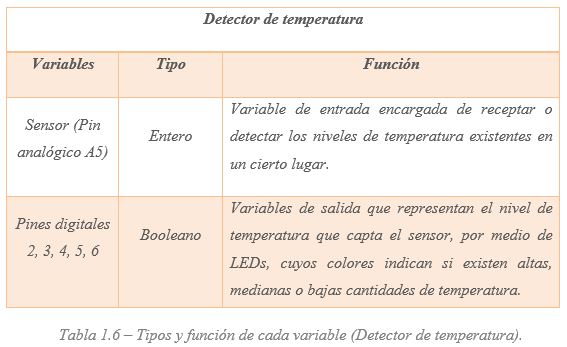 Detector de temperatura
Variables Tipo Función
Sensor (Pin analógico A5)
Entero
Variable de entrada encargada de receptar o
detectar los niveles de temperatura existentes en
un cierto lugar.
Pines digitales
2, 3, 4, 5, 6
Booleano
Variables de salida que representan el nivel de
temperatura que capta el sensor, por medio de
LEDs, cuyos colores indican si existen altas,
medianas o bajas cantidades de temperatura.
Tabla 1.6 – Tipos y función de cada variable (Detector de temperatura).